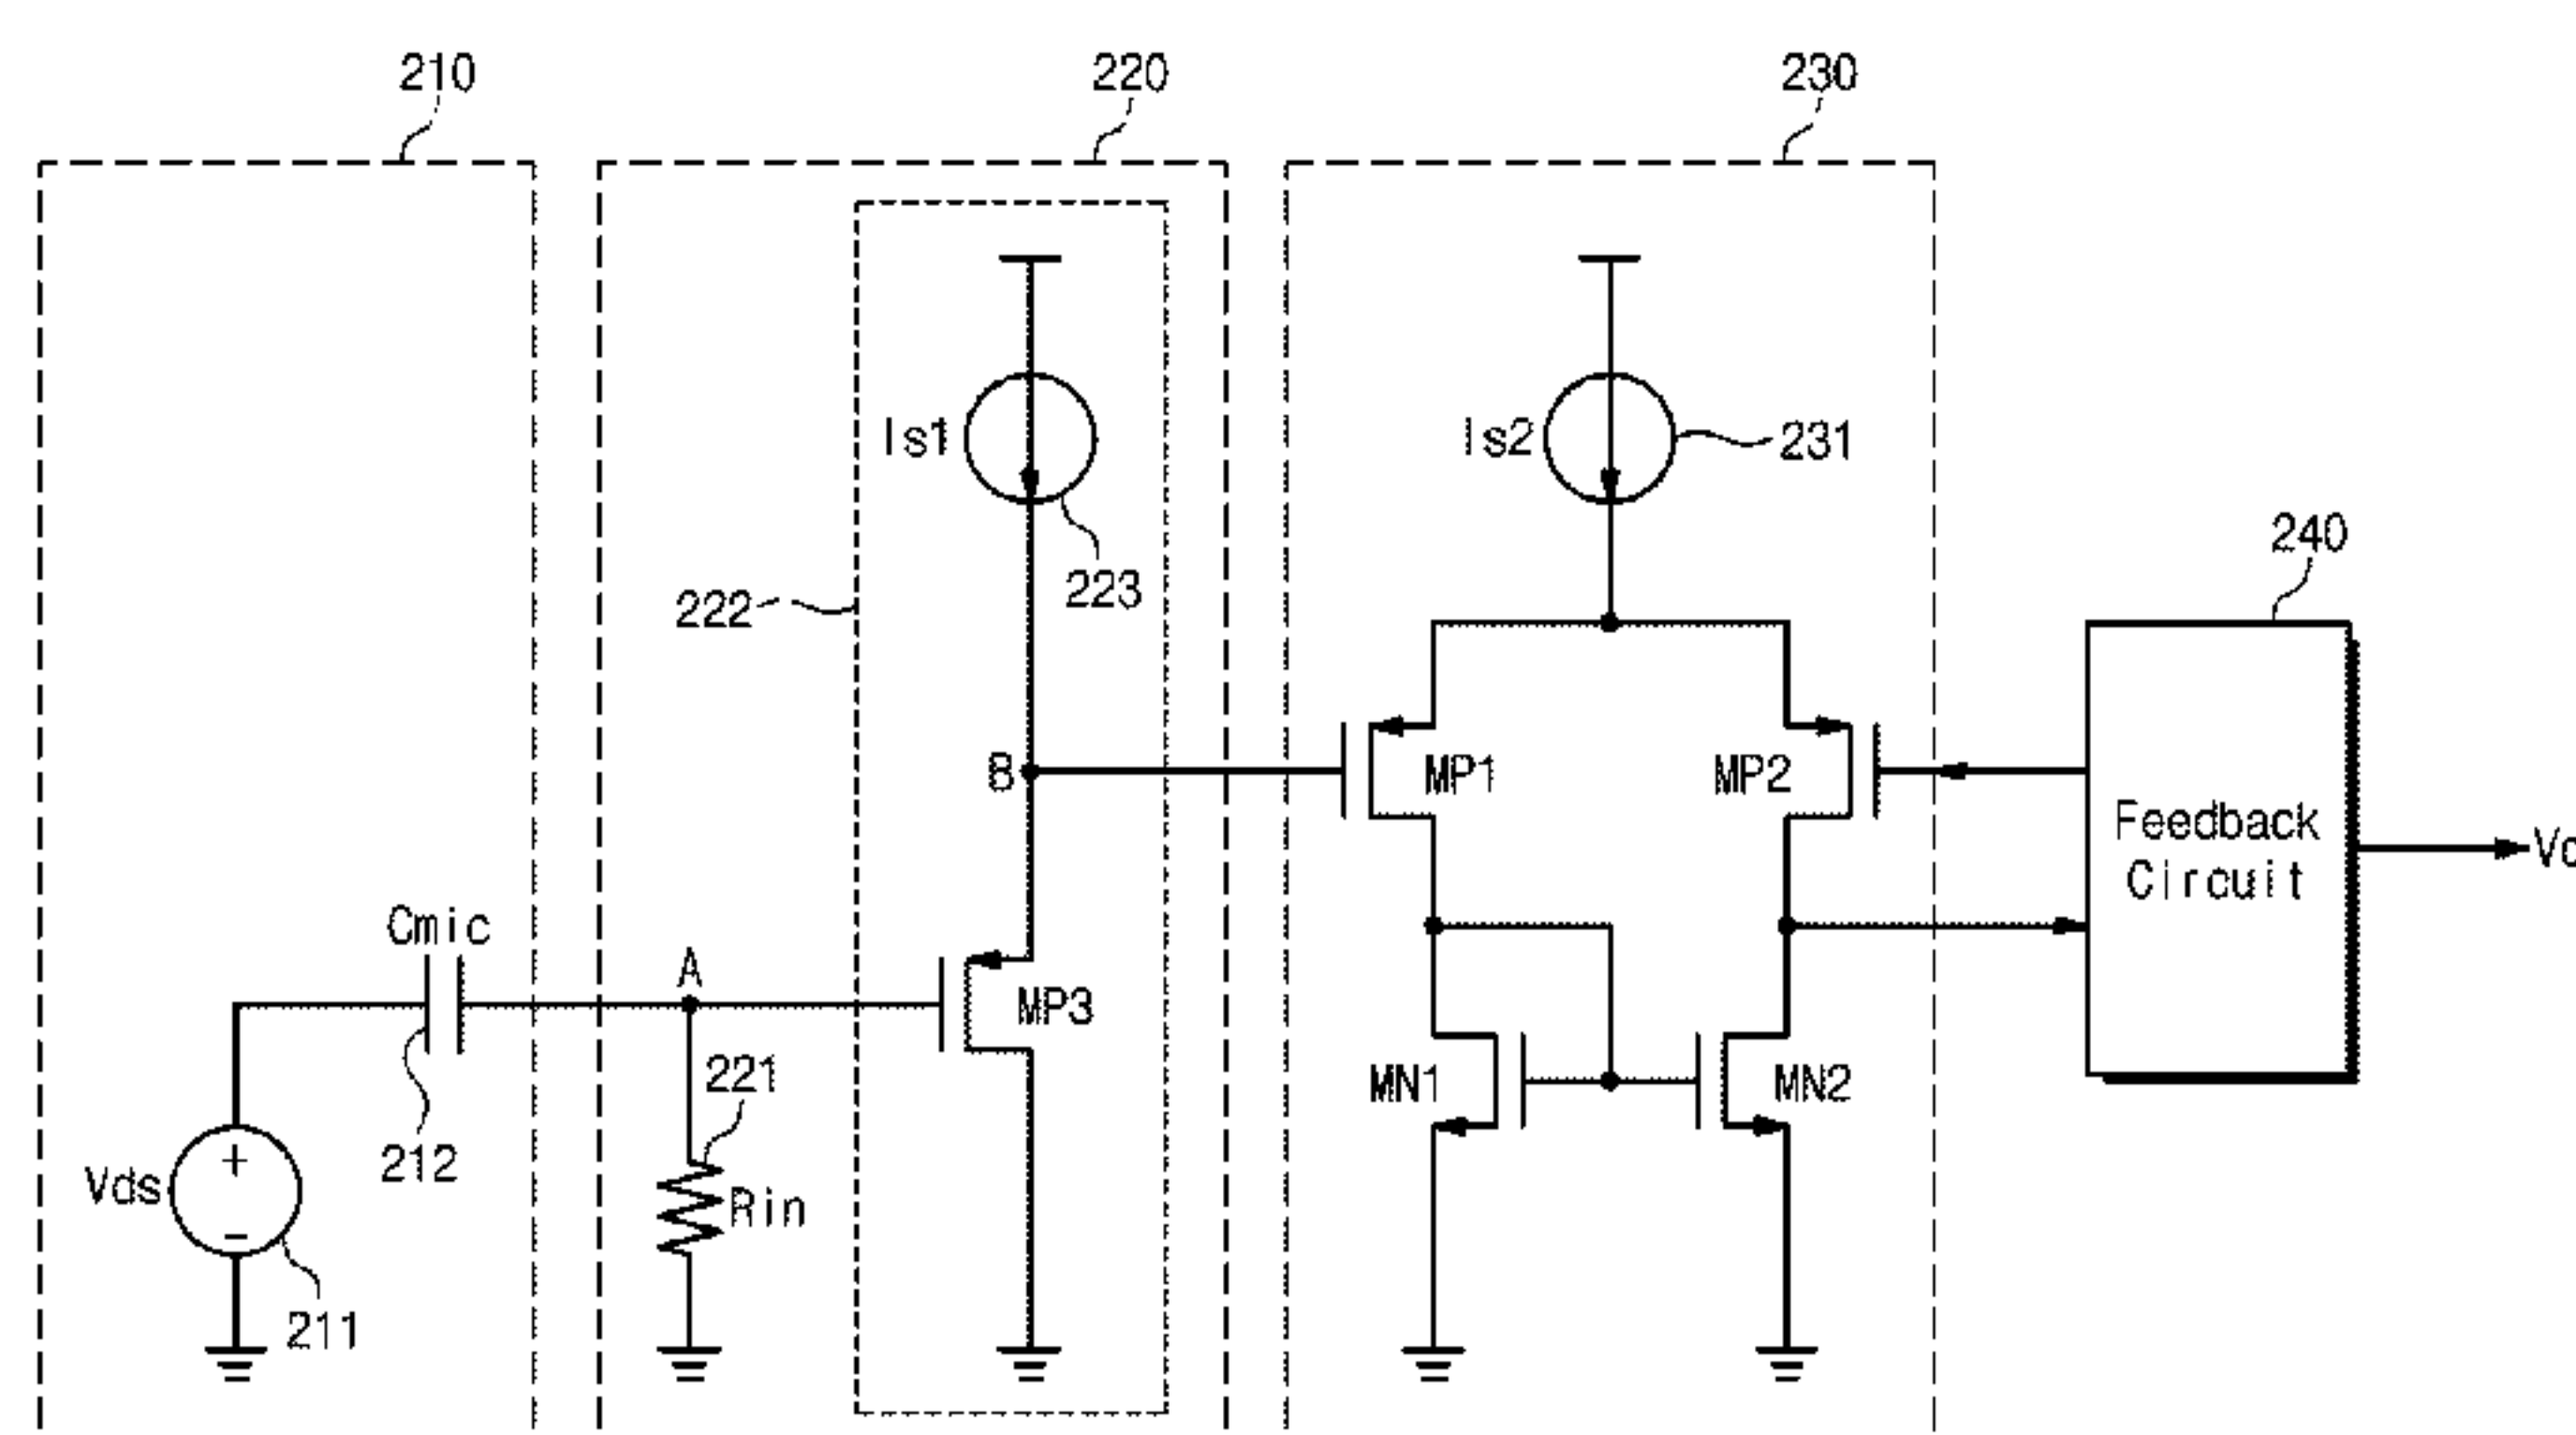 210
220
230
Is1
223
222
Is2
231
240
B
MP1
MP2
Feedback
Circuit
Cmic
A
MP3
212
221
Rin
Vds
+
−
211
MN1
MN2